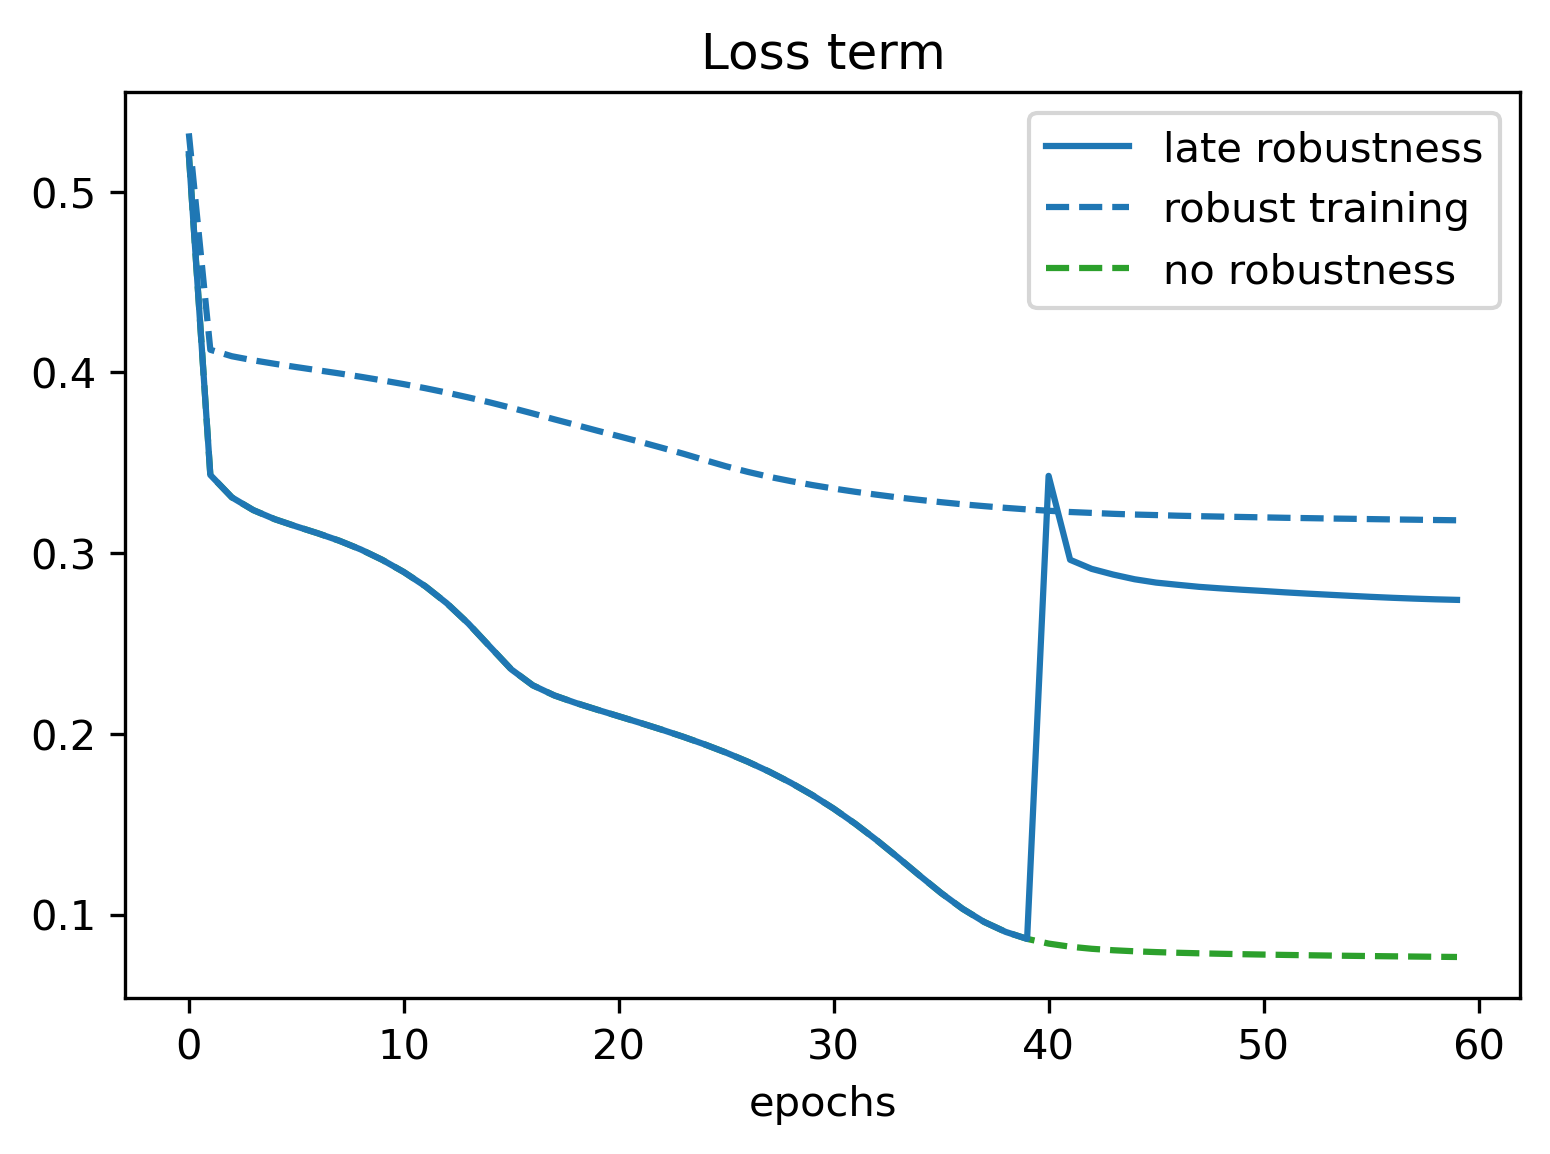 Loss term
late robustness
robust training
no robustness
0.5
0.4
0.3
0.2
0.1
0 10 20 30 40 50 60
epochs